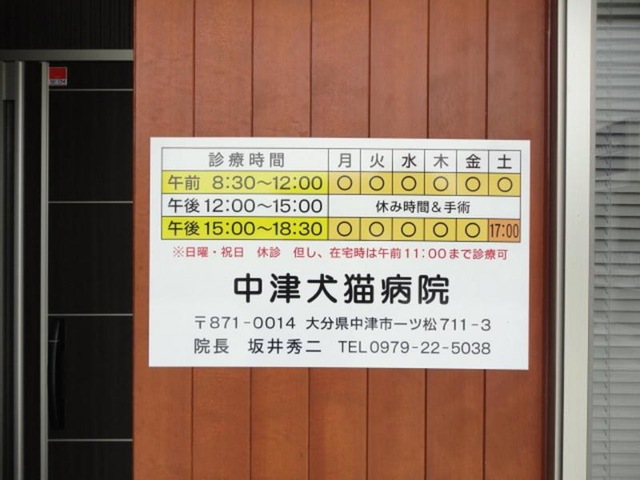 診療時間 月 火 水 木 金 土
午前 8:30～12:00 ○ ○ ○ ○ ○ ○
午後12:00～15:00 休み時間＆手術
午後15:00～18:30 ○ ○ ○ ○ ○ 17:00
※日曜・祝日 休診 但し、在宅時は午前11:00まで診療可
中津犬猫病院
〒871-0014 大分県中津市一ツ松711-3
院長 坂井秀二 TEL0979-22-5038